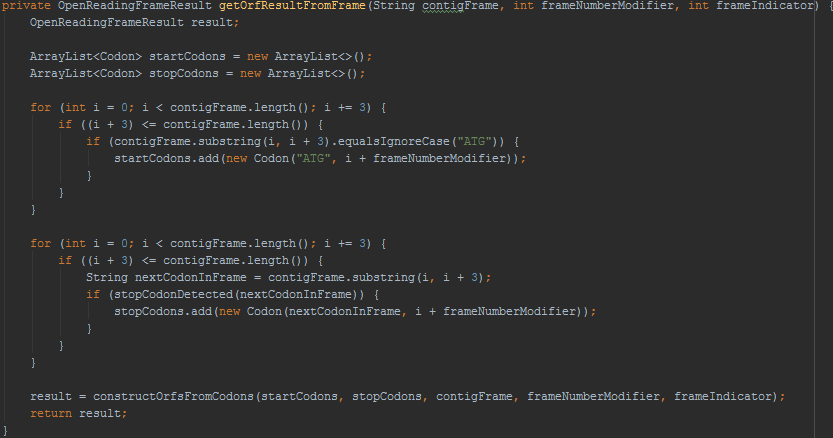 private OpenReadingFrameResult getOrfResultFromFrame(String contigFrame, int frameNumberModifier, int frameIndicator) {
    OpenReadingFrameResult result;

    ArrayList<Codon> startCodons = new ArrayList<>();
    ArrayList<Codon> stopCodons = new ArrayList<>();

    for (int i = 0; i < contigFrame.length(); i += 3) {
        if ((i + 3) <= contigFrame.length()) {
            if (contigFrame.substring(i, i + 3).equalsIgnoreCase("ATG")) {
                startCodons.add(new Codon("ATG", i + frameNumberModifier));
            }
        }
    }

    for (int i = 0; i < contigFrame.length(); i += 3) {
        if ((i + 3) <= contigFrame.length()) {
            String nextCodonInFrame = contigFrame.substring(i, i + 3);
            if (stopCodonDetected(nextCodonInFrame)) {
                stopCodons.add(new Codon(nextCodonInFrame, i + frameNumberModifier));
            }
        }
    }

    result = constructOrfsFromCodons(startCodons, stopCodons, contigFrame, frameNumberModifier, frameIndicator);
    return result;
}